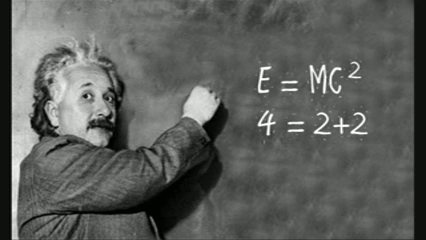 E = MC²
4 = 2+2